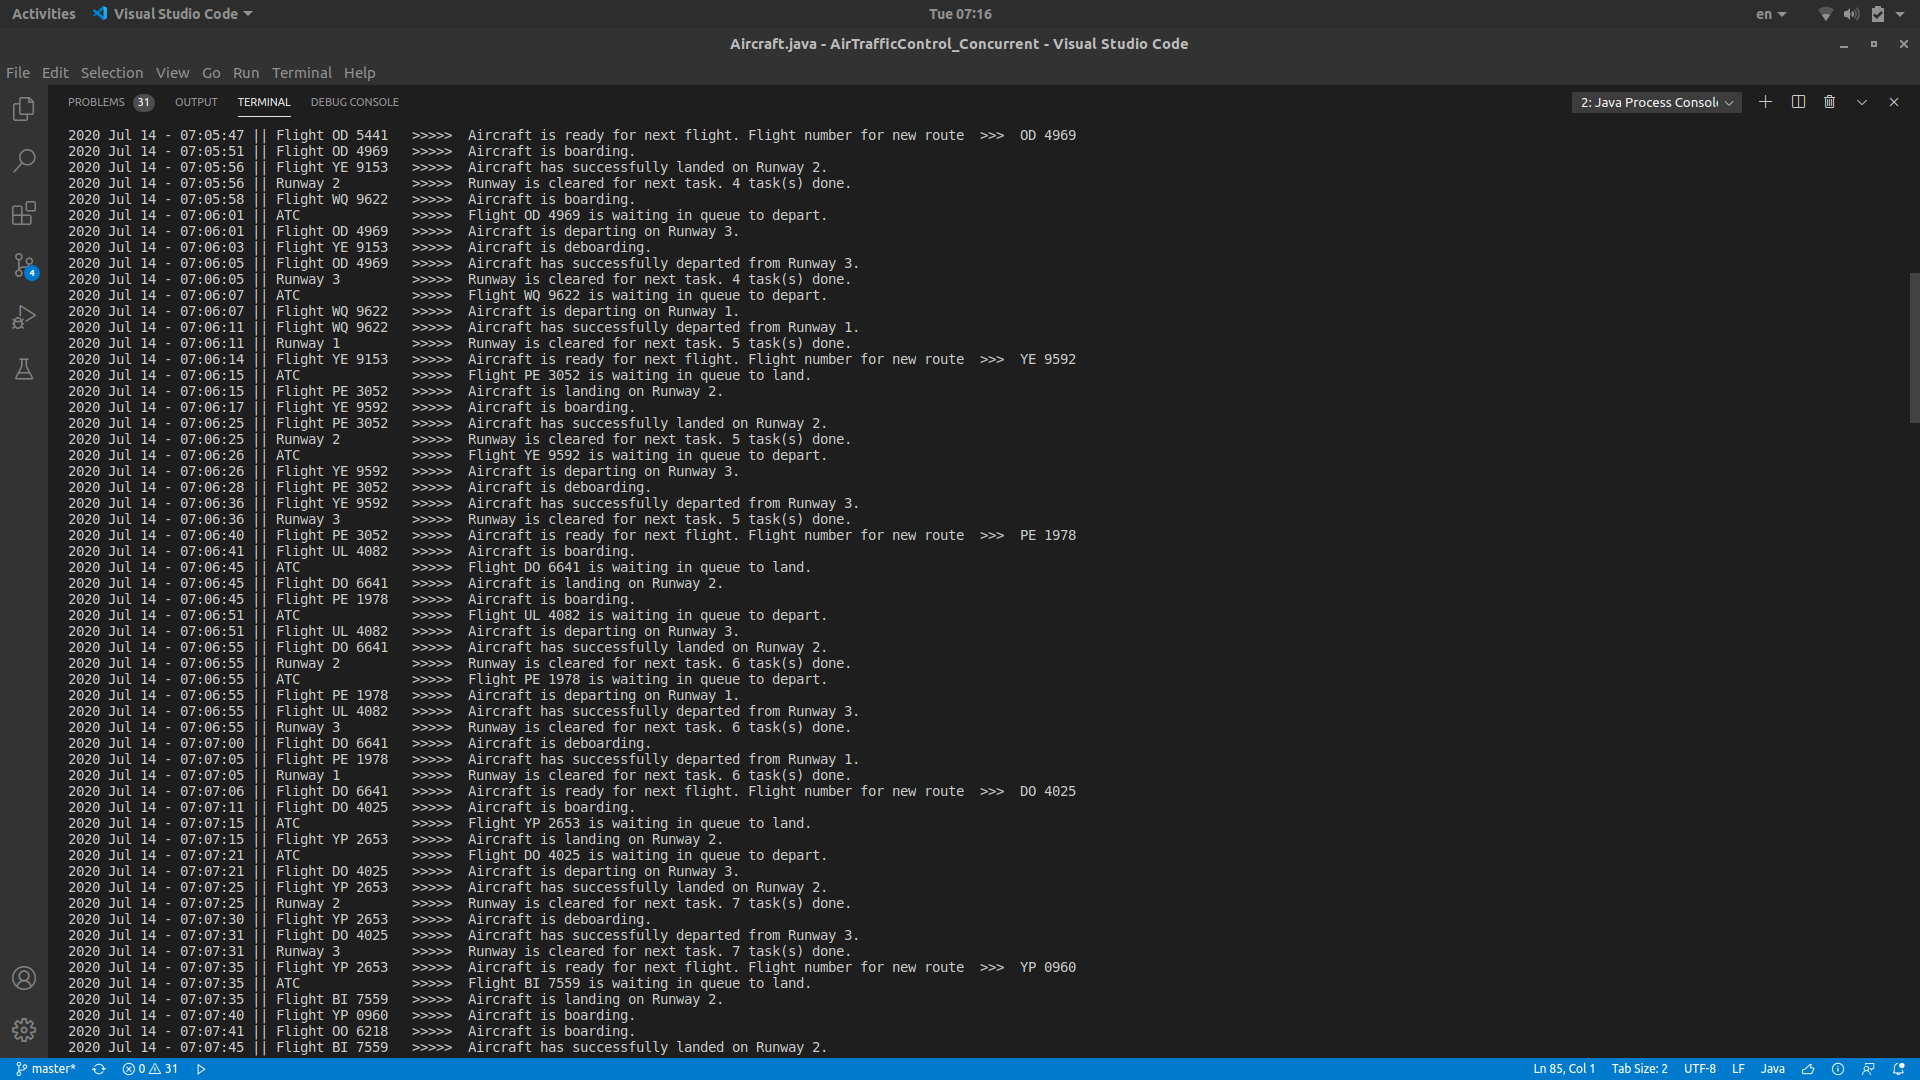 Activities Visual Studio Code Tue 07:16 en
Aircraft.java - AirTrafficControl_Concurrent - Visual Studio Code
File Edit Selection View Go Run Terminal Help
PROBLEMS 31 OUTPUT TERMINAL DEBUG CONSOLE 2: Java Process Consol
2020 Jul 14 - 07:05:47 || Flight OD 5441 >>>>> Aircraft is ready for next flight. Flight number for new route >>> OD 4969
2020 Jul 14 - 07:05:51 || Flight OD 4969 >>>>> Aircraft is boarding.
2020 Jul 14 - 07:05:56 || Flight YE 9153 >>>>> Aircraft has successfully landed on Runway 2.
2020 Jul 14 - 07:05:56 || Runway 2 >>>>> Runway is cleared for next task. 4 task(s) done.
2020 Jul 14 - 07:05:58 || Flight WQ 9622 >>>>> Aircraft is boarding.
2020 Jul 14 - 07:06:01 || ATC >>>>> Flight OD 4969 is waiting in queue to depart.
2020 Jul 14 - 07:06:01 || Flight OD 4969 >>>>> Aircraft is departing on Runway 3.
2020 Jul 14 - 07:06:03 || Flight YE 9153 >>>>> Aircraft is deboarding.
2020 Jul 14 - 07:06:05 || Flight OD 4969 >>>>> Aircraft has successfully departed from Runway 3.
2020 Jul 14 - 07:06:05 || Runway 3 >>>>> Runway is cleared for next task. 4 task(s) done.
2020 Jul 14 - 07:06:07 || ATC >>>>> Flight WQ 9622 is waiting in queue to depart.
2020 Jul 14 - 07:06:07 || Flight WQ 9622 >>>>> Aircraft is departing on Runway 1.
2020 Jul 14 - 07:06:11 || Flight WQ 9622 >>>>> Aircraft has successfully departed from Runway 1.
2020 Jul 14 - 07:06:11 || Runway 1 >>>>> Runway is cleared for next task. 5 task(s) done.
2020 Jul 14 - 07:06:14 || Flight YE 9153 >>>>> Aircraft is ready for next flight. Flight number for new route >>> YE 9592
2020 Jul 14 - 07:06:15 || ATC >>>>> Flight PE 3052 is waiting in queue to land.
2020 Jul 14 - 07:06:15 || Flight PE 3052 >>>>> Aircraft is landing on Runway 2.
2020 Jul 14 - 07:06:17 || Flight YE 9592 >>>>> Aircraft is boarding.
2020 Jul 14 - 07:06:25 || Flight PE 3052 >>>>> Aircraft has successfully landed on Runway 2.
2020 Jul 14 - 07:06:25 || Runway 2 >>>>> Runway is cleared for next task. 5 task(s) done.
2020 Jul 14 - 07:06:26 || ATC >>>>> Flight YE 9592 is waiting in queue to depart.
2020 Jul 14 - 07:06:26 || Flight YE 9592 >>>>> Aircraft is departing on Runway 3.
2020 Jul 14 - 07:06:28 || Flight PE 3052 >>>>> Aircraft is deboarding.
2020 Jul 14 - 07:06:36 || Flight YE 9592 >>>>> Aircraft has successfully departed from Runway 3.
2020 Jul 14 - 07:06:36 || Runway 3 >>>>> Runway is cleared for next task. 5 task(s) done.
2020 Jul 14 - 07:06:40 || Flight PE 3052 >>>>> Aircraft is ready for next flight. Flight number for new route >>> PE 1978
2020 Jul 14 - 07:06:41 || Flight UL 4082 >>>>> Aircraft is boarding.
2020 Jul 14 - 07:06:45 || ATC >>>>> Flight DO 6641 is waiting in queue to land.
2020 Jul 14 - 07:06:45 || Flight DO 6641 >>>>> Aircraft is landing on Runway 2.
2020 Jul 14 - 07:06:45 || Flight PE 1978 >>>>> Aircraft is boarding.
2020 Jul 14 - 07:06:51 || ATC >>>>> Flight UL 4082 is waiting in queue to depart.
2020 Jul 14 - 07:06:51 || Flight UL 4082 >>>>> Aircraft is departing on Runway 3.
2020 Jul 14 - 07:06:55 || Flight DO 6641 >>>>> Aircraft has successfully landed on Runway 2.
2020 Jul 14 - 07:06:55 || Runway 2 >>>>> Runway is cleared for next task. 6 task(s) done.
2020 Jul 14 - 07:06:55 || ATC >>>>> Flight PE 1978 is waiting in queue to depart.
2020 Jul 14 - 07:06:55 || Flight PE 1978 >>>>> Aircraft is departing on Runway 1.
2020 Jul 14 - 07:06:55 || Flight UL 4082 >>>>> Aircraft has successfully departed from Runway 3.
2020 Jul 14 - 07:06:55 || Runway 3 >>>>> Runway is cleared for next task. 6 task(s) done.
2020 Jul 14 - 07:07:00 || Flight DO 6641 >>>>> Aircraft is deboarding.
2020 Jul 14 - 07:07:05 || Flight PE 1978 >>>>> Aircraft has successfully departed from Runway 1.
2020 Jul 14 - 07:07:05 || Runway 1 >>>>> Runway is cleared for next task. 6 task(s) done.
2020 Jul 14 - 07:07:06 || Flight DO 6641 >>>>> Aircraft is ready for next flight. Flight number for new route >>> DO 4025
2020 Jul 14 - 07:07:11 || Flight DO 4025 >>>>> Aircraft is boarding.
2020 Jul 14 - 07:07:15 || ATC >>>>> Flight YP 2653 is waiting in queue to land.
2020 Jul 14 - 07:07:15 || Flight YP 2653 >>>>> Aircraft is landing on Runway 2.
2020 Jul 14 - 07:07:21 || ATC >>>>> Flight DO 4025 is waiting in queue to depart.
2020 Jul 14 - 07:07:21 || Flight DO 4025 >>>>> Aircraft is departing on Runway 3.
2020 Jul 14 - 07:07:25 || Flight YP 2653 >>>>> Aircraft has successfully landed on Runway 2.
2020 Jul 14 - 07:07:25 || Runway 2 >>>>> Runway is cleared for next task. 7 task(s) done.
2020 Jul 14 - 07:07:30 || Flight YP 2653 >>>>> Aircraft is deboarding.
2020 Jul 14 - 07:07:31 || Flight DO 4025 >>>>> Aircraft has successfully departed from Runway 3.
2020 Jul 14 - 07:07:31 || Runway 3 >>>>> Runway is cleared for next task. 7 task(s) done.
2020 Jul 14 - 07:07:35 || Flight YP 2653 >>>>> Aircraft is ready for next flight. Flight number for new route >>> YP 0960
2020 Jul 14 - 07:07:35 || ATC >>>>> Flight BI 7559 is waiting in queue to land.
2020 Jul 14 - 07:07:35 || Flight BI 7559 >>>>> Aircraft is landing on Runway 2.
2020 Jul 14 - 07:07:40 || Flight YP 0960 >>>>> Aircraft is boarding.
2020 Jul 14 - 07:07:41 || Flight OO 6218 >>>>> Aircraft is boarding.
2020 Jul 14 - 07:07:45 || Flight BI 7559 >>>>> Aircraft has successfully landed on Runway 2.
4
master* 0 31 Ln 85, Col 1 Tab Size: 2 UTF-8 LF Java